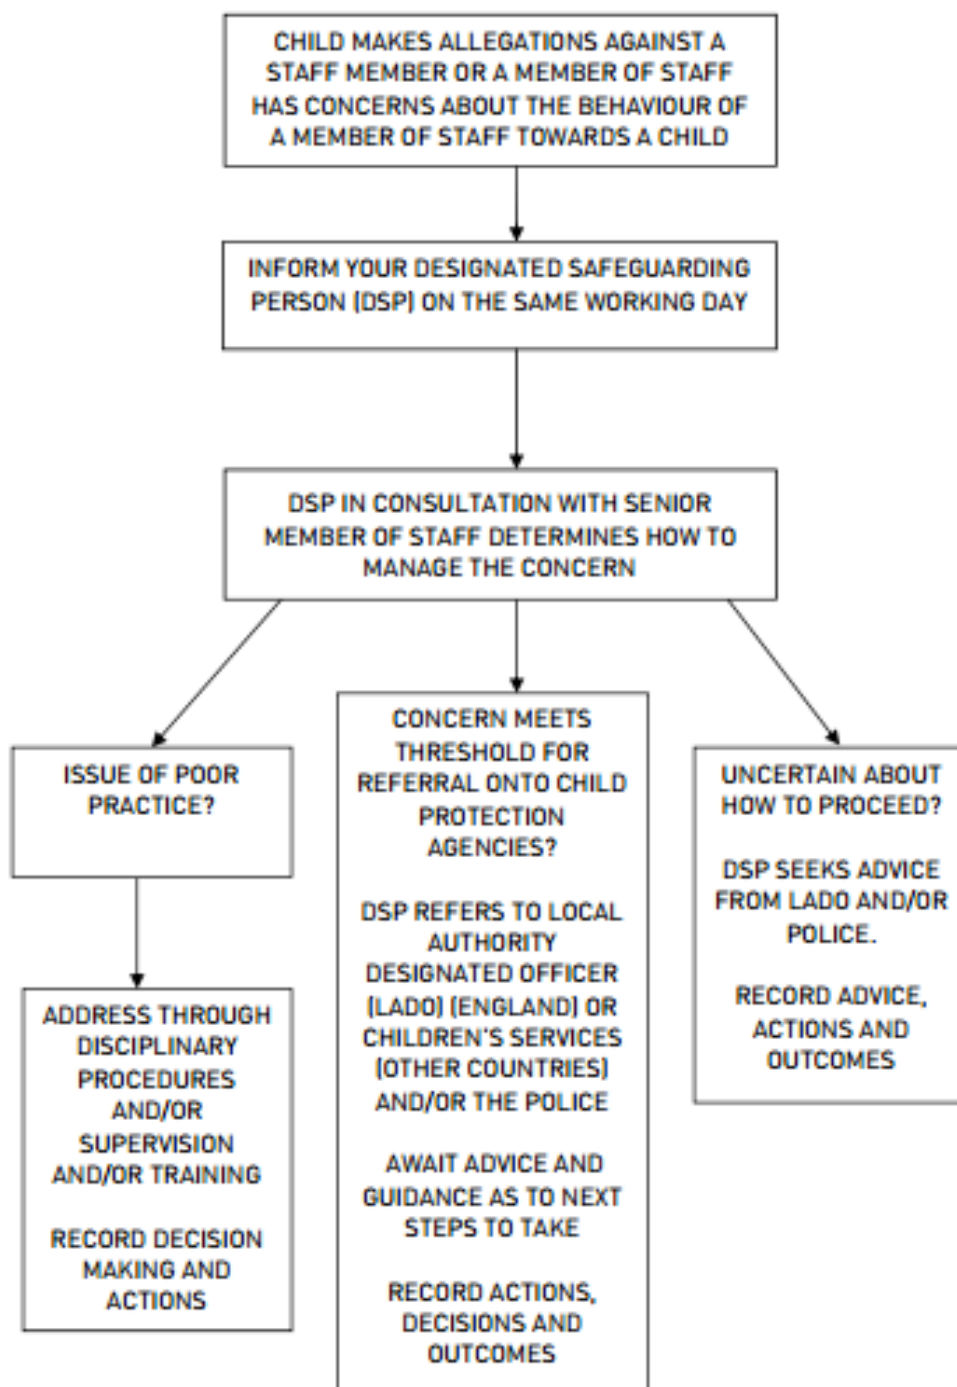 CHILD MAKES ALLEGATIONS AGAINST A
STAFF MEMBER OR A MEMBER OF STAFF
HAS CONCERNS ABOUT THE BEHAVIOUR OF
A MEMBER OF STAFF TOWARDS A CHILD
INFORM YOUR DESIGNATED SAFEGUARDING
PERSON (DSP) ON THE SAME WORKING DAY
DSP IN CONSULTATION WITH SENIOR
MEMBER OF STAFF DETERMINES HOW TO
MANAGE THE CONCERN
ISSUE OF POOR
PRACTICE?
ADDRESS THROUGH
DISCIPLINARY
PROCEDURES
AND/OR
SUPERVISION
AND/OR TRAINING
RECORD DECISION
MAKING AND
ACTIONS
CONCERN MEETS
THRESHOLD FOR
REFERRAL ONTO CHILD
PROTECTION
AGENCIES?
DSP REFERS TO LOCAL
AUTHORITY
DESIGNATED OFFICER
(LADO) (ENGLAND) OR
CHILDREN'S SERVICES
(OTHER COUNTRIES)
AND/OR THE POLICE
AWAIT ADVICE AND
GUIDANCE AS TO NEXT
STEPS TO TAKE
RECORD ACTIONS,
DECISIONS AND
OUTCOMES
UNCERTAIN ABOUT
HOW TO PROCEED?
DSP SEEKS ADVICE
FROM LADO AND/OR
POLICE.
RECORD ADVICE,
ACTIONS AND
OUTCOMES